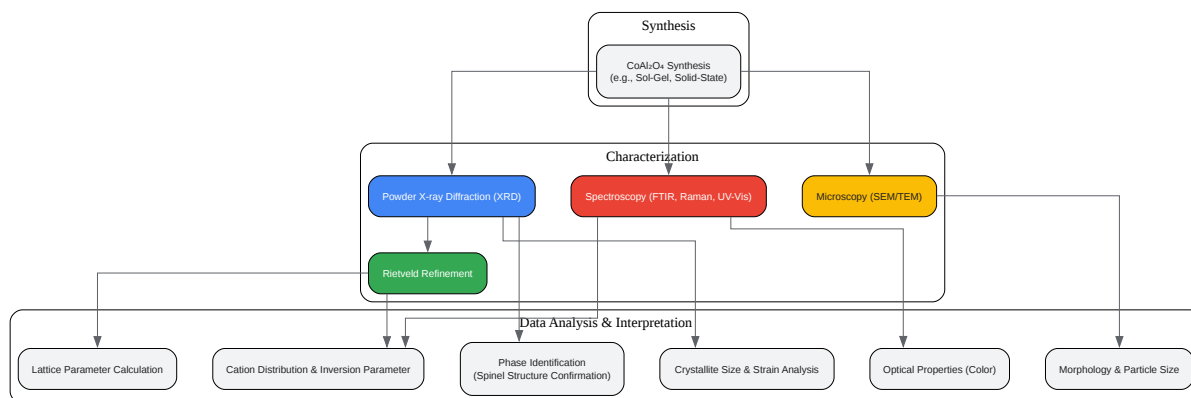 Synthesis
CoAl₂O₄ Synthesis
(e.g., Sol-Gel, Solid-State)
Characterization
Powder X-ray Diffraction (XRD)
Spectroscopy (FTIR, Raman, UV-Vis)
Microscopy (SEM/TEM)
Rietveld Refinement
Data Analysis & Interpretation
Lattice Parameter Calculation
Cation Distribution & Inversion Parameter
Phase Identification
(Spinel Structure Confirmation)
Crystallite Size & Strain Analysis
Optical Properties (Color)
Morphology & Particle Size